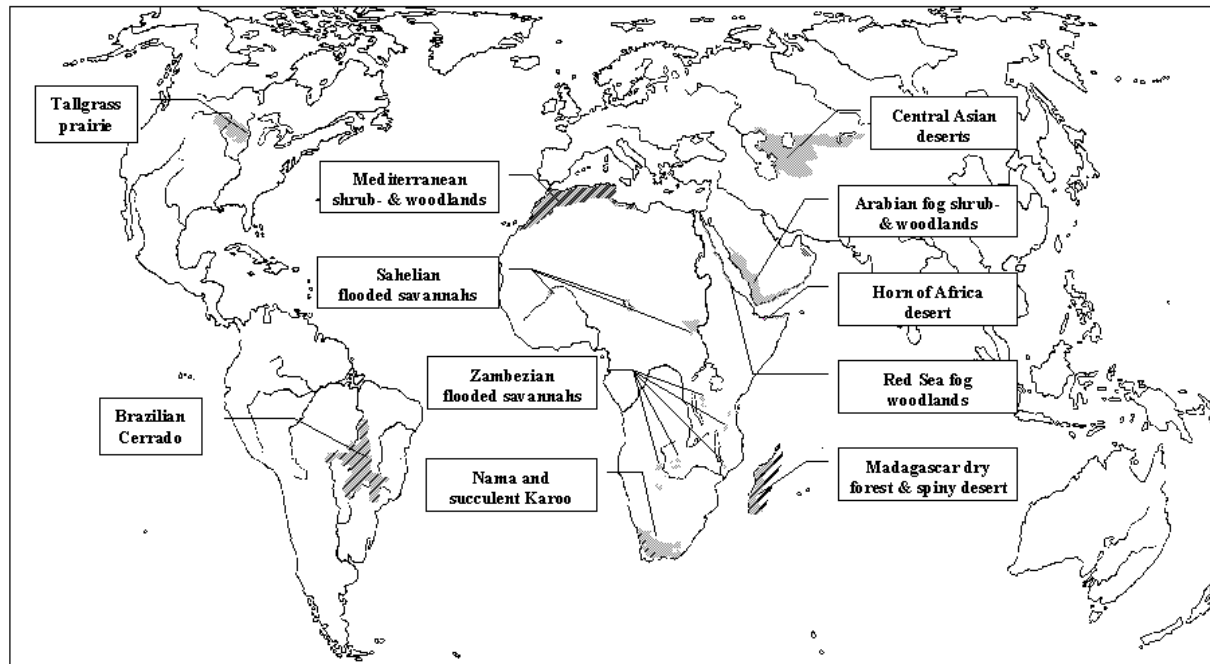 Tallgrass
prairie
Central Asian
deserts
Mediterranean
shrub- & woodlands
Arabian fog shrub-
& woodlands
Sahelian
flooded savannahs
Horn of Africa
desert
Zambezian
flooded savannahs
Red Sea fog
woodlands
Brazilian
Cerrado
Nama and
succulent Karoo
Madagascar dry
forest & spiny desert